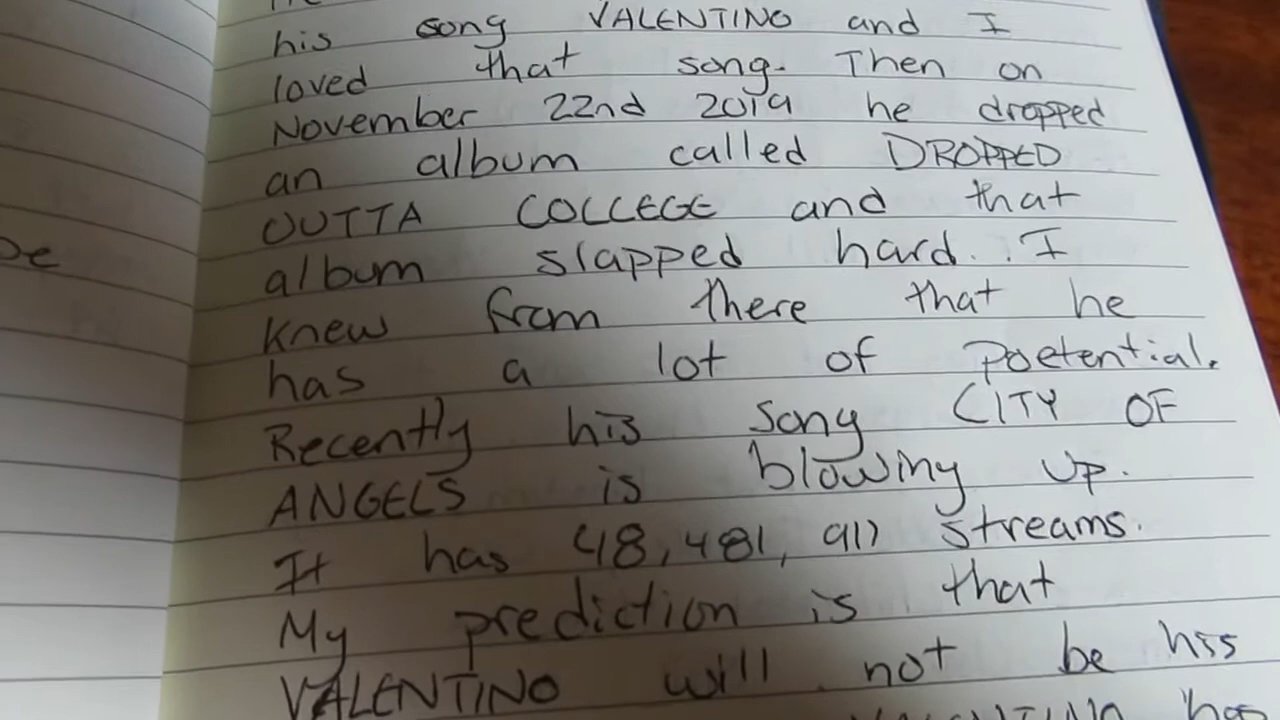 his song VALENTINO and I
loved that song. Then on
November 22nd 2019 he dropped
an album called DROPPED
OUTTA COLLEGE and that
album slapped hard. I
knew from there that he
has a lot of poetential.
Recently his song CITY OF
ANGELS is blowing up.
It has 48,481,911 streams.
My prediction is that
VALENTINO will not be his
has